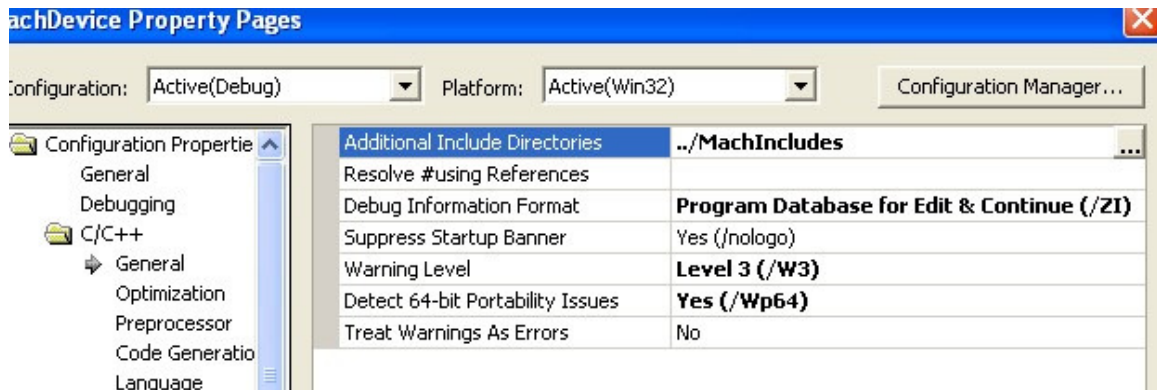 achDevice Property Pages
Configuration: Active(Debug) Platform: Active(Win32) Configuration Manager...
Configuration Propertie
General
Debugging
C/C++
General
Optimization
Preprocessor
Code Generatio
Language
Additional Include Directories ../MachIncludes ...
Resolve #using References
Debug Information Format Program Database for Edit & Continue (/ZI)
Suppress Startup Banner Yes (/nologo)
Warning Level Level 3 (/W3)
Detect 64-bit Portability Issues Yes (/Wp64)
Treat Warnings As Errors No